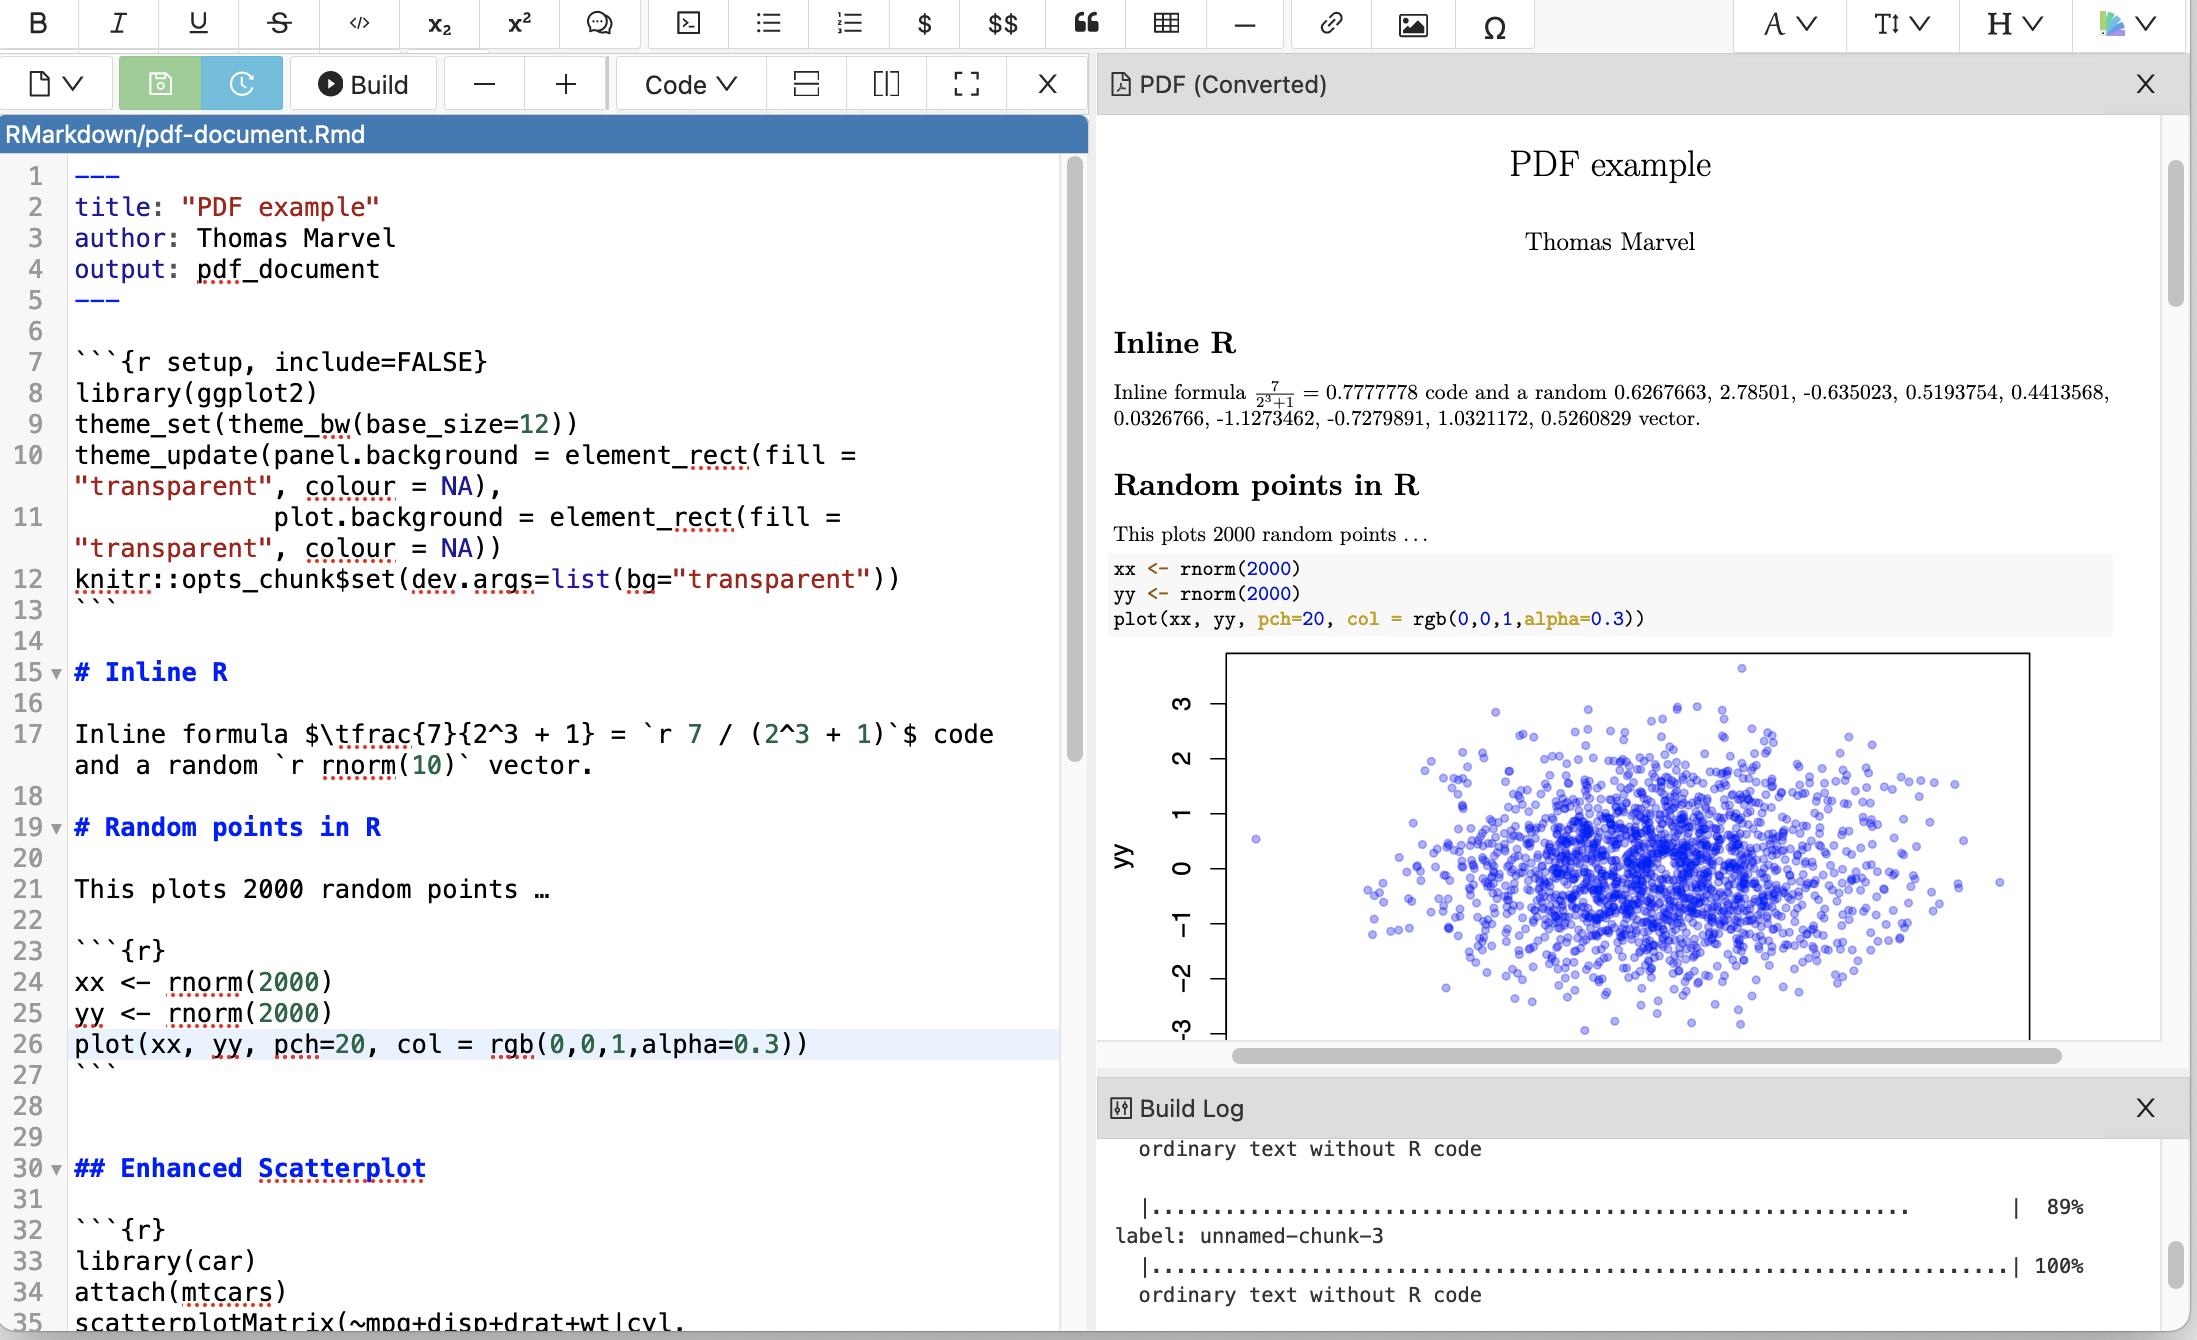 B I U S </> x₂ x² $ $$ — Ω A T H
Build — + Code X
RMarkdown/pdf-document.Rmd
1 ---
2 title: "PDF example"
3 author: Thomas Marvel
4 output: pdf_document
5 ---
6
7 ```{r setup, include=FALSE}
8 library(ggplot2)
9 theme_set(theme_bw(base_size=12))
10 theme_update(panel.background = element_rect(fill =
"transparent", colour = NA),
11              plot.background = element_rect(fill =
"transparent", colour = NA))
12 knitr::opts_chunk$set(dev.args=list(bg="transparent"))
13 ```
14
15 # Inline R
16
17 Inline formula $\tfrac{7}{2^3 + 1} = `r 7 / (2^3 + 1)`$ code
and a random `r rnorm(10)` vector.
18
19 # Random points in R
20
21 This plots 2000 random points …
22
23 ```{r}
24 xx <- rnorm(2000)
25 yy <- rnorm(2000)
26 plot(xx, yy, pch=20, col = rgb(0,0,1,alpha=0.3))
27 ```
28
29
30 ## Enhanced Scatterplot
31
32 ```{r}
33 library(car)
34 attach(mtcars)
35 scatterplotMatrix(~mpg+disp+drat+wt|cyl,
PDF (Converted) X
PDF example
Thomas Marvel
Inline R
Inline formula 7/2³+1 = 0.7777778 code and a random 0.6267663, 2.78501, -0.635023, 0.5193754, 0.4413568,
0.0326766, -1.1273462, -0.7279891, 1.0321172, 0.5260829 vector.
Random points in R
This plots 2000 random points . . .
xx <- rnorm(2000)
yy <- rnorm(2000)
plot(xx, yy, pch=20, col = rgb(0,0,1,alpha=0.3))
3
2
1
0
-1
-2
-3
yy
Build Log X
ordinary text without R code
|...............................................................         |  89%
label: unnamed-chunk-3
|.......................................................................| 100%
ordinary text without R code